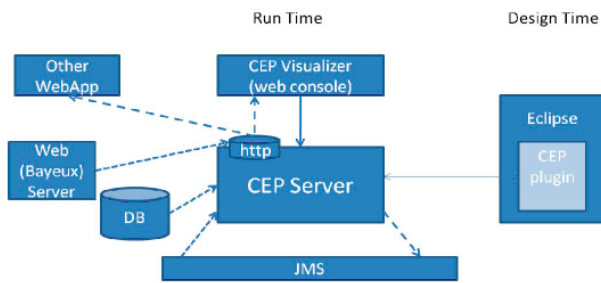 Run Time
Design Time
Other
WebApp
CEP Visualizer
(web console)
Eclipse
CEP
plugin
Web
(Bayeux)
Server
http
CEP Server
DB
JMS